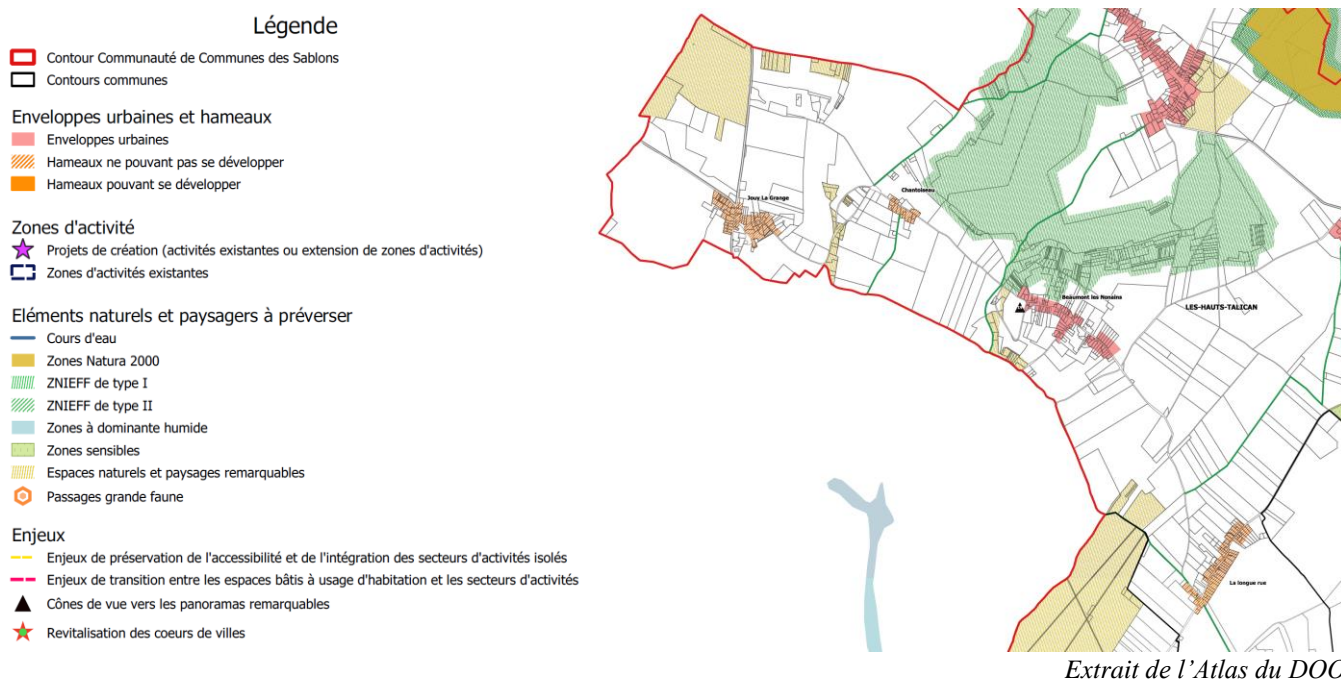 Légende
Contour Communauté de Communes des Sablons
Contours communes
Enveloppes urbaines et hameaux
Enveloppes urbaines
Hameaux ne pouvant pas se développer
Hameaux pouvant se développer
Zones d'activité
Projets de création (activités existantes ou extension de zones d'activités)
Zones d'activités existantes
Eléments naturels et paysagers à préverser
Cours d'eau
Zones Natura 2000
ZNIEFF de type I
ZNIEFF de type II
Zones à dominante humide
Zones sensibles
Espaces naturels et paysages remarquables
Passages grande faune
Enjeux
Enjeux de préservation de l'accessibilité et de l'intégration des secteurs d'activités isolés
Enjeux de transition entre les espaces bâtis à usage d'habitation et les secteurs d'activités
Cônes de vue vers les panoramas remarquables
Revitalisation des coeurs de villes
Jouy La Grange
Beaumont les Nonains
LES-HAUTS-TALICAN
La longue rue
Extrait de l'Atlas du DOO